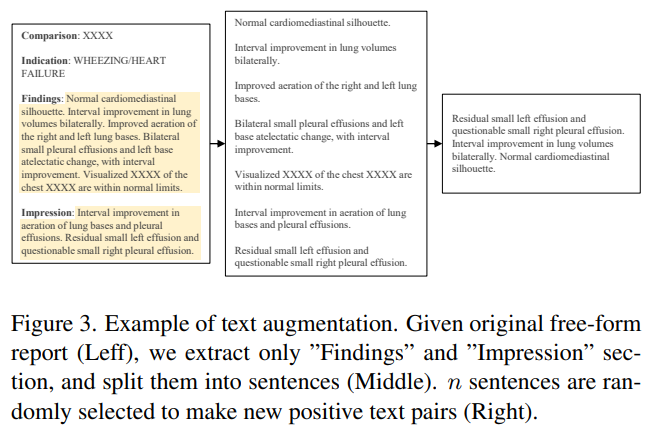 Comparison: XXXX
Indication: WHEEZING/HEART
FAILURE
Findings: Normal cardiomediastinal
silhouette. Interval improvement in lung
volumes bilaterally. Improved aeration of
the right and left lung bases. Bilateral
small pleural effusions and left base
atelectatic change, with interval
improvement. Visualized XXXX of the
chest XXXX are within normal limits.
Impression: Interval improvement in
aeration of lung bases and pleural
effusions. Residual small left effusion and
questionable small right pleural effusion.
Normal cardiomediastinal silhouette.
Interval improvement in lung volumes
bilaterally.
Improved aeration of the right and left lung
bases.
Bilateral small pleural effusions and left
base atelectatic change, with interval
improvement.
Visualized XXXX of the chest XXXX are
within normal limits.
Interval improvement in aeration of lung
bases and pleural effusions.
Residual small left effusion and
questionable small right pleural effusion.
Residual small left effusion and
questionable small right pleural effusion.
Interval improvement in lung volumes
bilaterally. Normal cardiomediastinal
silhouette.
Figure 3. Example of text augmentation. Given original free-form
report (Leff), we extract only ”Findings” and ”Impression” sec-
tion, and split them into sentences (Middle). n sentences are ran-
domly selected to make new positive text pairs (Right).